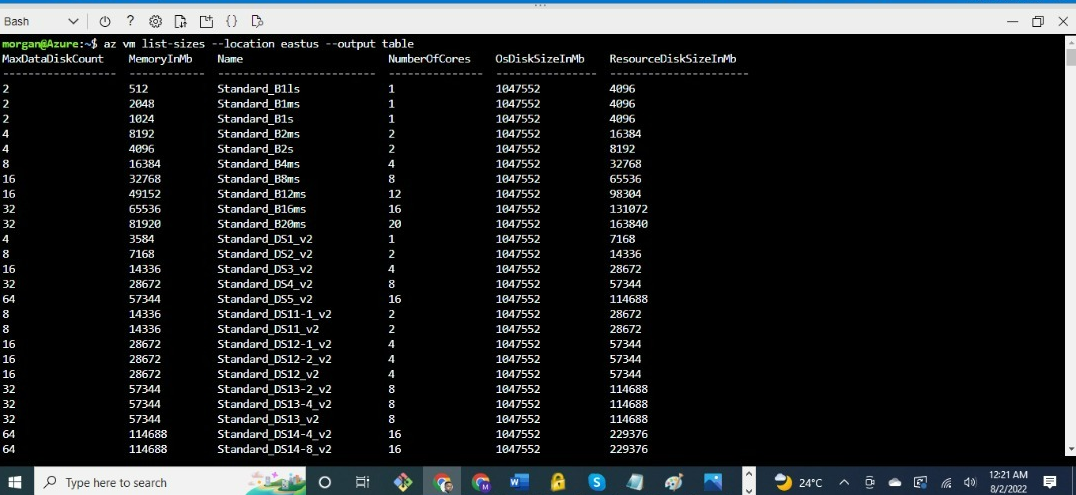 Bash
morgan@Azure:~$ az vm list-sizes --location eastus --output table
MaxDataDiskCount MemoryInMb Name NumberOfCores OsDiskSizeInMb ResourceDiskSizeInMb
---------------- ---------- ---------------------- ------------- -------------- --------------------
2 512 Standard_B1ls 1 1047552 4096
2 2048 Standard_B1ms 1 1047552 4096
2 1024 Standard_B1s 1 1047552 4096
4 8192 Standard_B2ms 2 1047552 16384
4 4096 Standard_B2s 2 1047552 8192
8 16384 Standard_B4ms 4 1047552 32768
16 32768 Standard_B8ms 8 1047552 65536
16 49152 Standard_B12ms 12 1047552 98304
32 65536 Standard_B16ms 16 1047552 131072
32 81920 Standard_B20ms 20 1047552 163840
4 3584 Standard_DS1_v2 1 1047552 7168
8 7168 Standard_DS2_v2 2 1047552 14336
16 14336 Standard_DS3_v2 4 1047552 28672
32 28672 Standard_DS4_v2 8 1047552 57344
64 57344 Standard_DS5_v2 16 1047552 114688
8 14336 Standard_DS11-1_v2 2 1047552 28672
8 14336 Standard_DS11_v2 2 1047552 28672
16 28672 Standard_DS12-1_v2 4 1047552 57344
16 28672 Standard_DS12-2_v2 4 1047552 57344
16 28672 Standard_DS12_v2 4 1047552 57344
32 57344 Standard_DS13-2_v2 8 1047552 114688
32 57344 Standard_DS13-4_v2 8 1047552 114688
32 57344 Standard_DS13_v2 8 1047552 114688
64 114688 Standard_DS14-4_v2 16 1047552 229376
64 114688 Standard_DS14-8_v2 16 1047552 229376
Type here to search
24°C
12:21 AM
8/2/2022